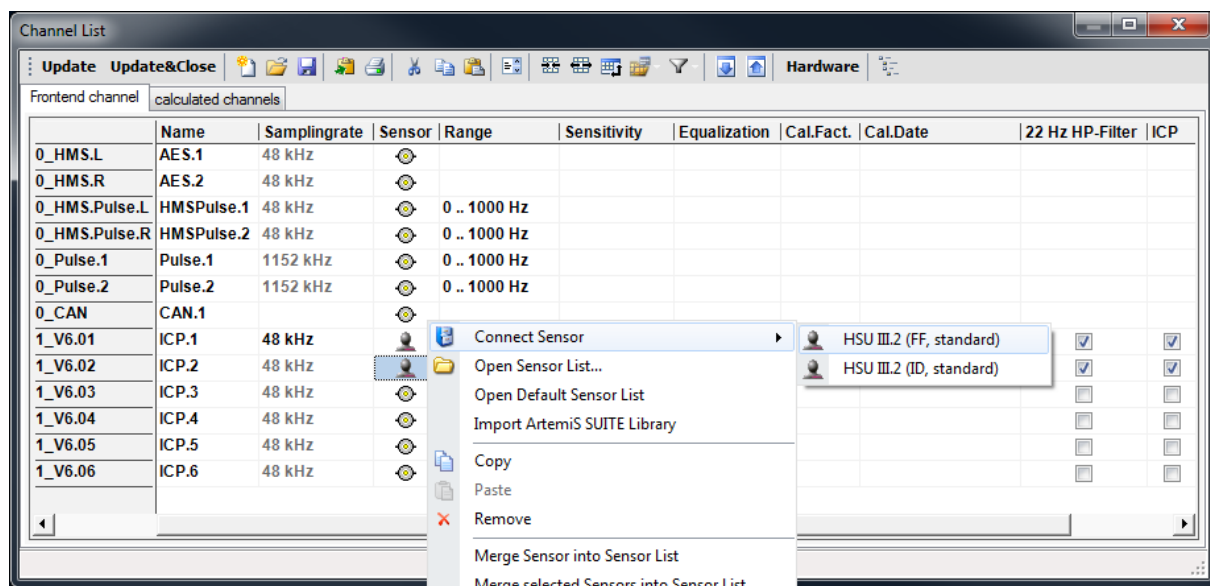 Channel List
Update Update&Close Hardware
Frontend channel calculated channels
Name Samplingrate Sensor Range Sensitivity Equalization Cal.Fact. Cal.Date 22 Hz HP-Filter ICP
0_HMS.L AES.1 48 kHz
0_HMS.R AES.2 48 kHz
0_HMS.Pulse.L HMSPulse.1 48 kHz 0 .. 1000 Hz
0_HMS.Pulse.R HMSPulse.2 48 kHz 0 .. 1000 Hz
0_Pulse.1 Pulse.1 1152 kHz 0 .. 1000 Hz
0_Pulse.2 Pulse.2 1152 kHz 0 .. 1000 Hz
0_CAN CAN.1
1_V6.01 ICP.1 48 kHz
1_V6.02 ICP.2 48 kHz
1_V6.03 ICP.3 48 kHz
1_V6.04 ICP.4 48 kHz
1_V6.05 ICP.5 48 kHz
1_V6.06 ICP.6 48 kHz
Connect Sensor
Open Sensor List...
Open Default Sensor List
Import ArtemiS SUITE Library
Copy
Paste
Remove
Merge Sensor into Sensor List
Merge selected Sensors into Sensor List
HSU III.2 (FF, standard)
HSU III.2 (ID, standard)